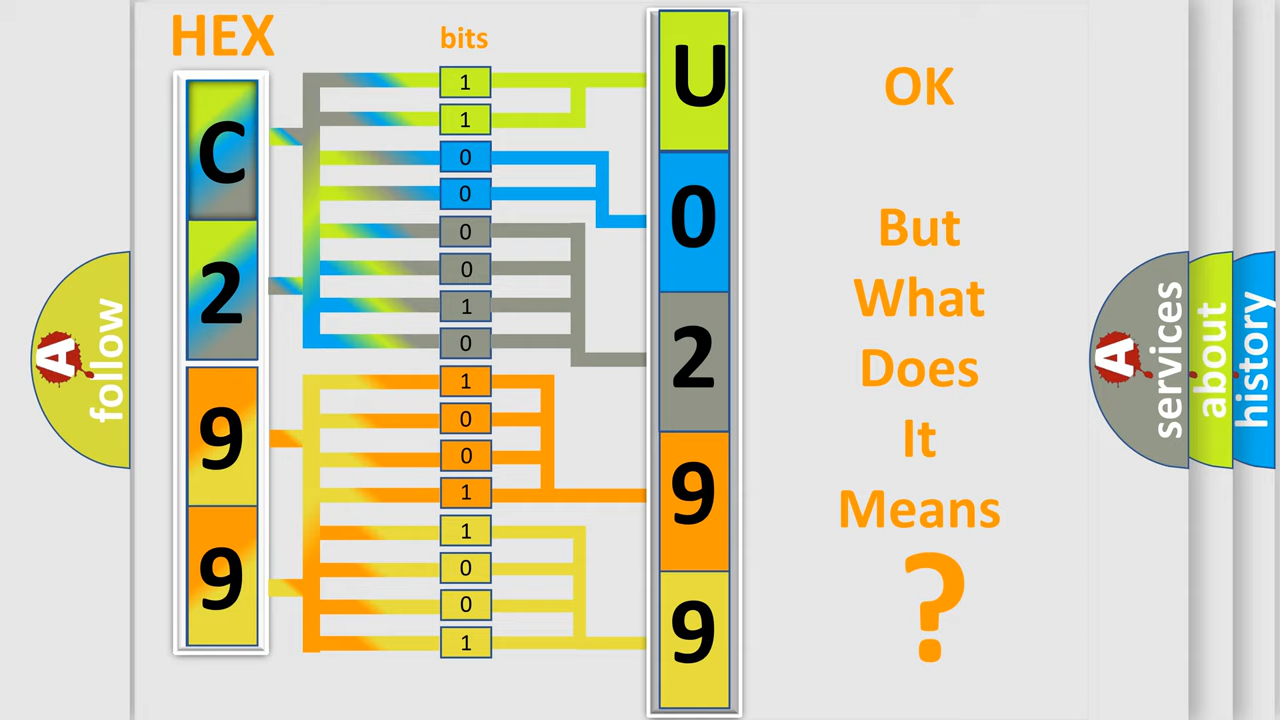 HEX
bits
C
2
9
9
1
1
0
0
0
0
1
0
1
0
0
1
1
0
0
1
U
0
2
9
9
OK
But
What
Does
It
Means
?
A
follow
A
services
about
history